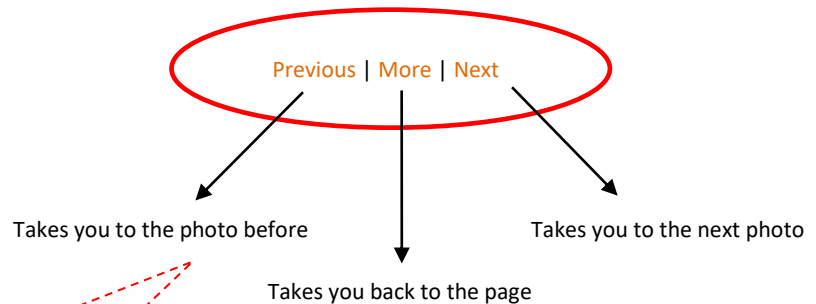 Previous | More | Next
Takes you to the photo before
Takes you to the next photo
Takes you back to the page